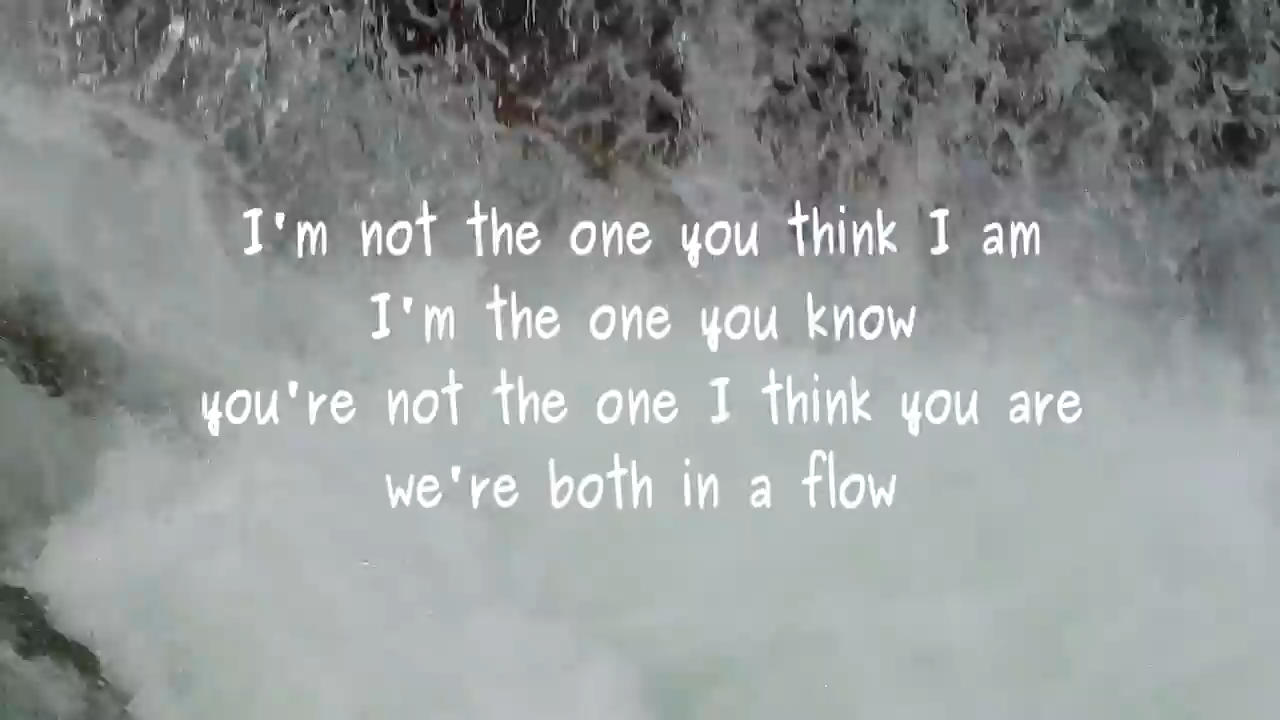 I'm not the one you think I am
I'm the one you know
you're not the one I think you are
we're both in a flow